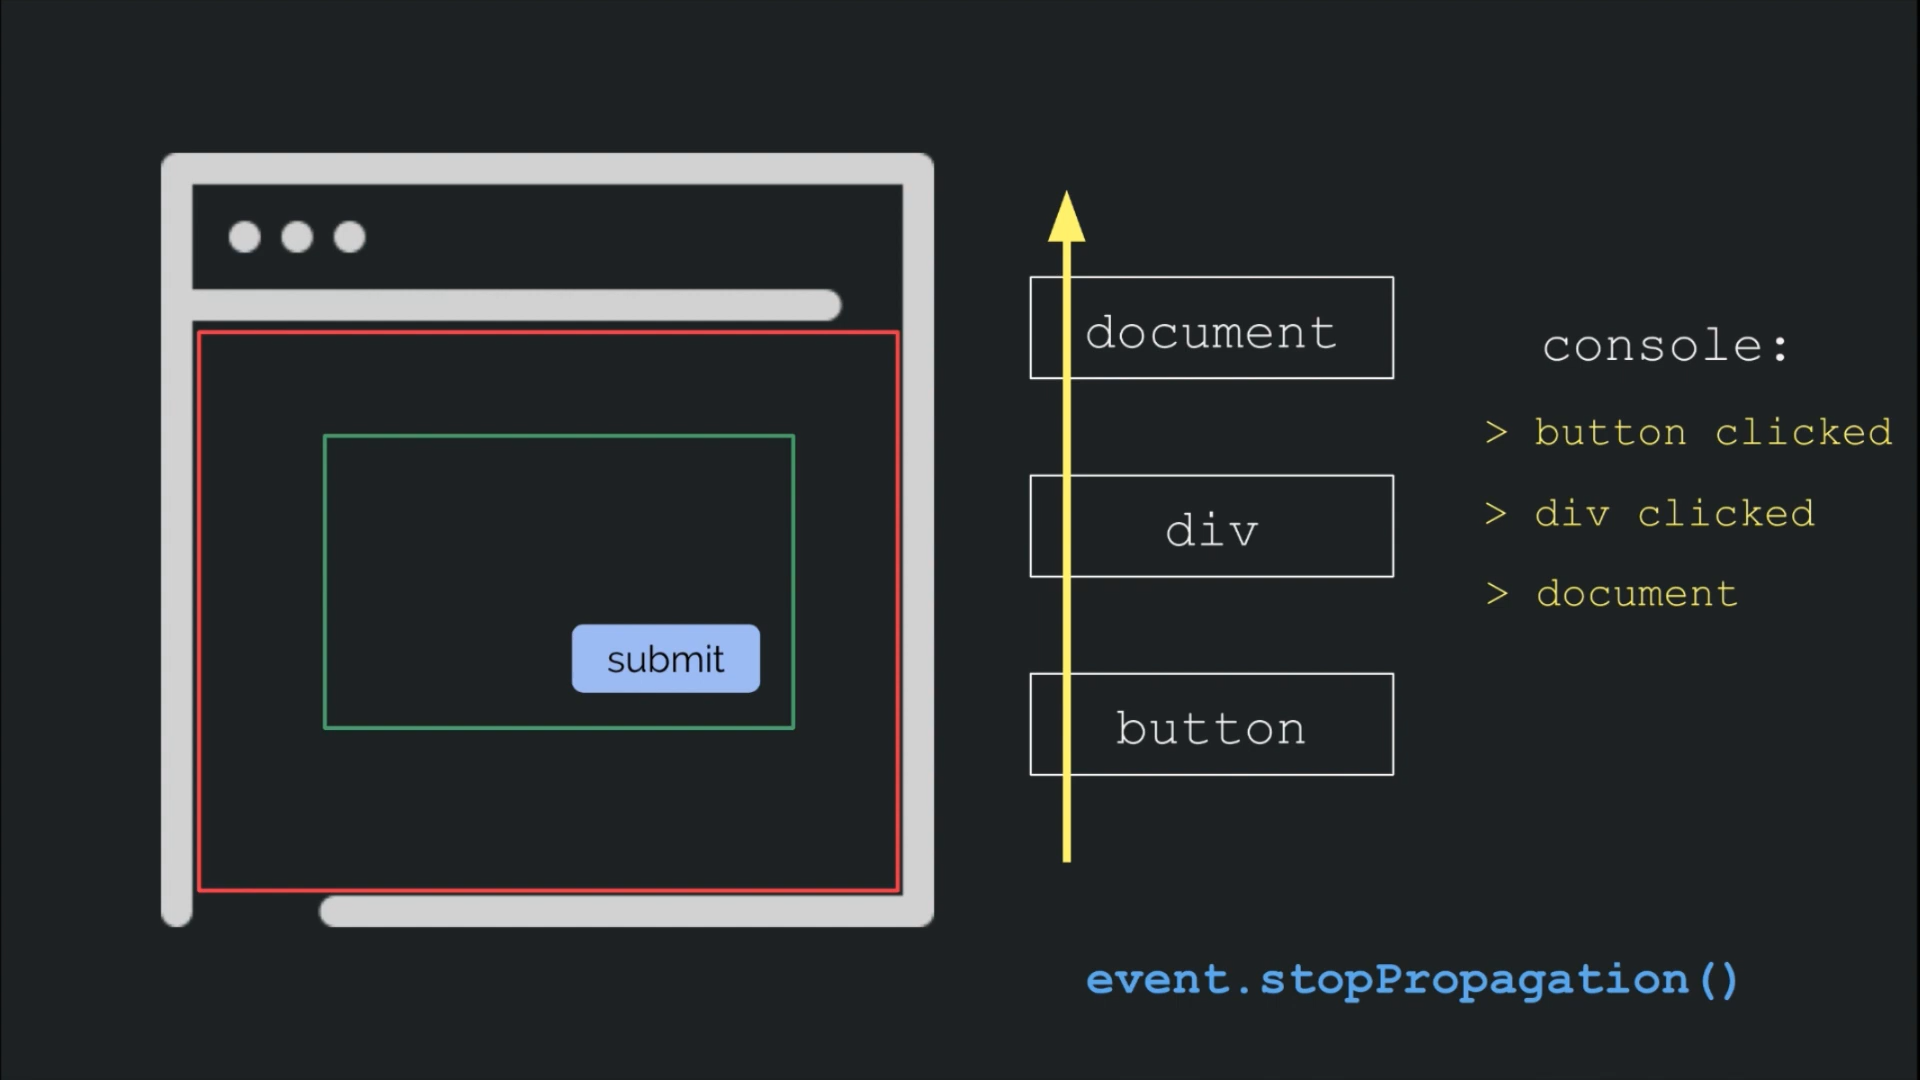 submit
document
div
button
console:
> button clicked
> div clicked
> document
event.stopPropagation()